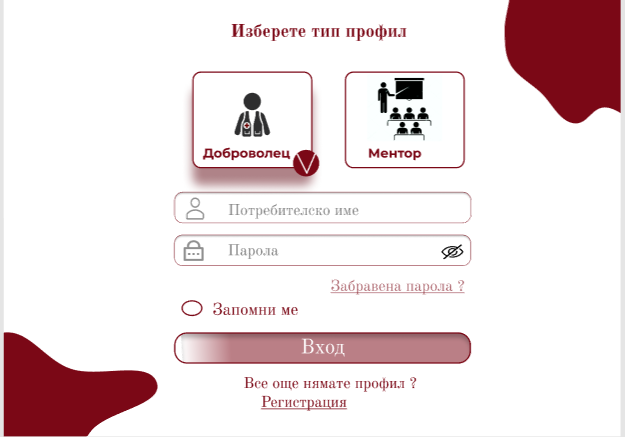 Изберете тип профил
Доброволец
Ментор
Потребителско име
Парола
Забравена парола ?
Запомни ме
Вход
Все още нямате профил ?
Регистрация